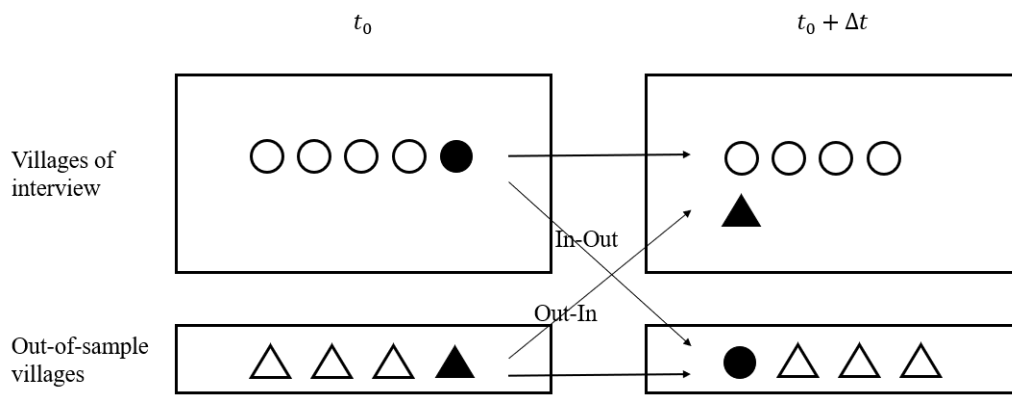 t₀
t₀ + Δt
Villages of
interview
In-Out
Out-In
Out-of-sample
villages